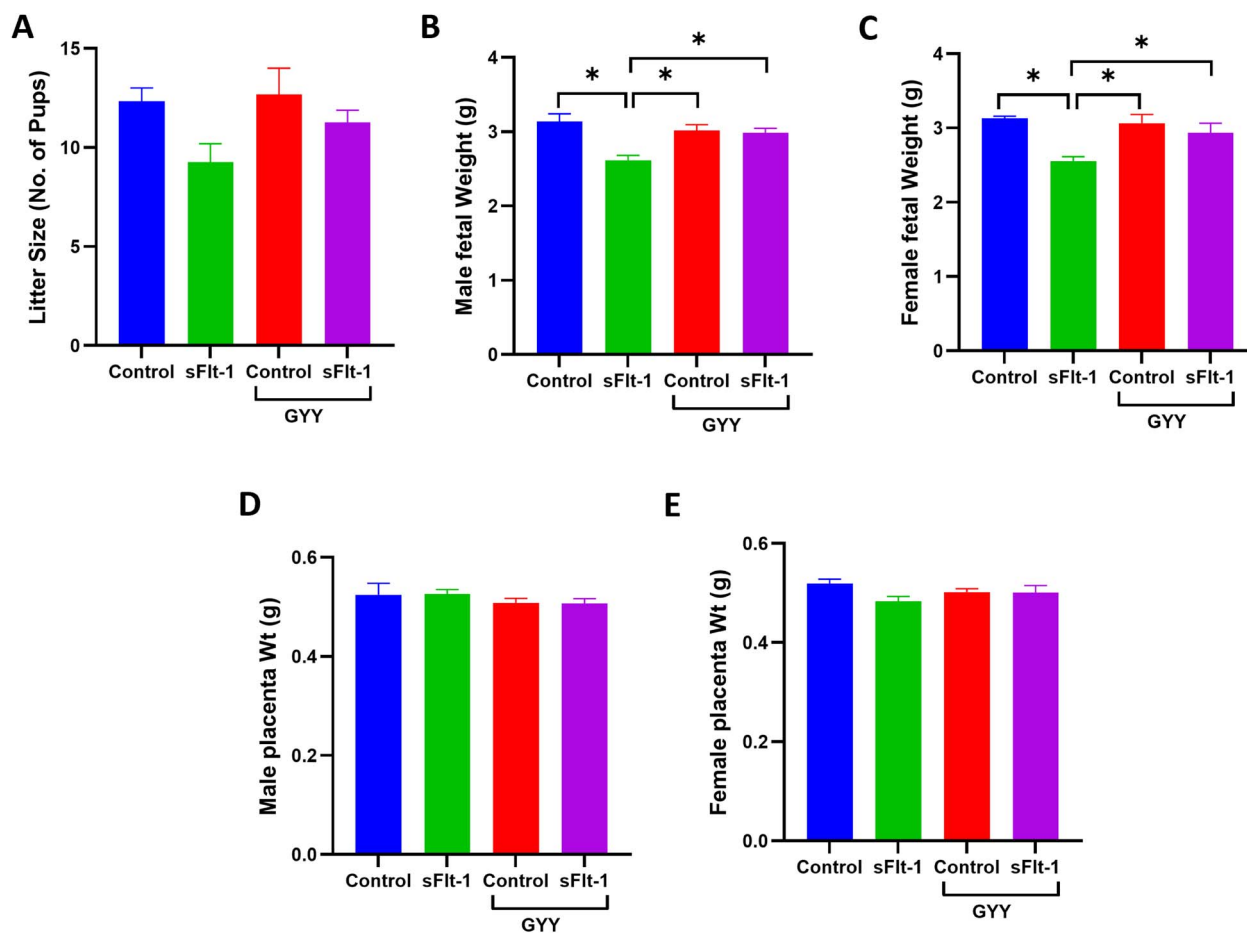 A
Litter Size (No. of Pups)
15
10
5
0
Control sFlt-1 Control sFlt-1
GYY
B
Male fetal Weight (g)
4
3
2
1
0
* * *
Control sFlt-1 Control sFlt-1
GYY
C
Female fetal Weight (g)
4
3
2
1
0
* * *
Control sFlt-1 Control sFlt-1
GYY
D
Male placenta Wt (g)
0.6
0.4
0.2
0.0
Control sFlt-1 Control sFlt-1
GYY
E
Female placenta Wt (g)
0.6
0.4
0.2
0.0
Control sFlt-1 Control sFlt-1
GYY